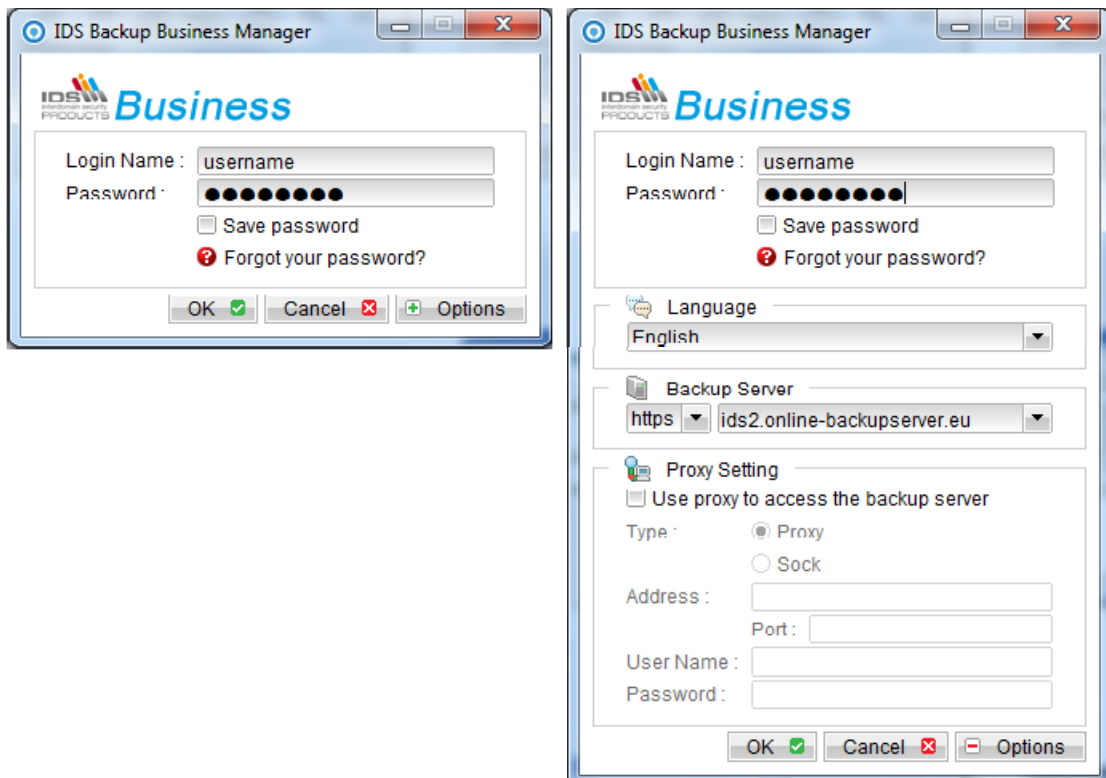 IDS Backup Business Manager
IDS
interdomain security
PRODUCTS
Business
Login Name : username
Password : ●●●●●●●●
Save password
Forgot your password?
OK Cancel Options
IDS Backup Business Manager
IDS
interdomain security
PRODUCTS
Business
Login Name : username
Password : ●●●●●●●●
Save password
Forgot your password?
Language
English
Backup Server
https ids2.online-backupserver.eu
Proxy Setting
Use proxy to access the backup server
Type : Proxy
Sock
Address :
Port :
User Name :
Password :
OK Cancel Options